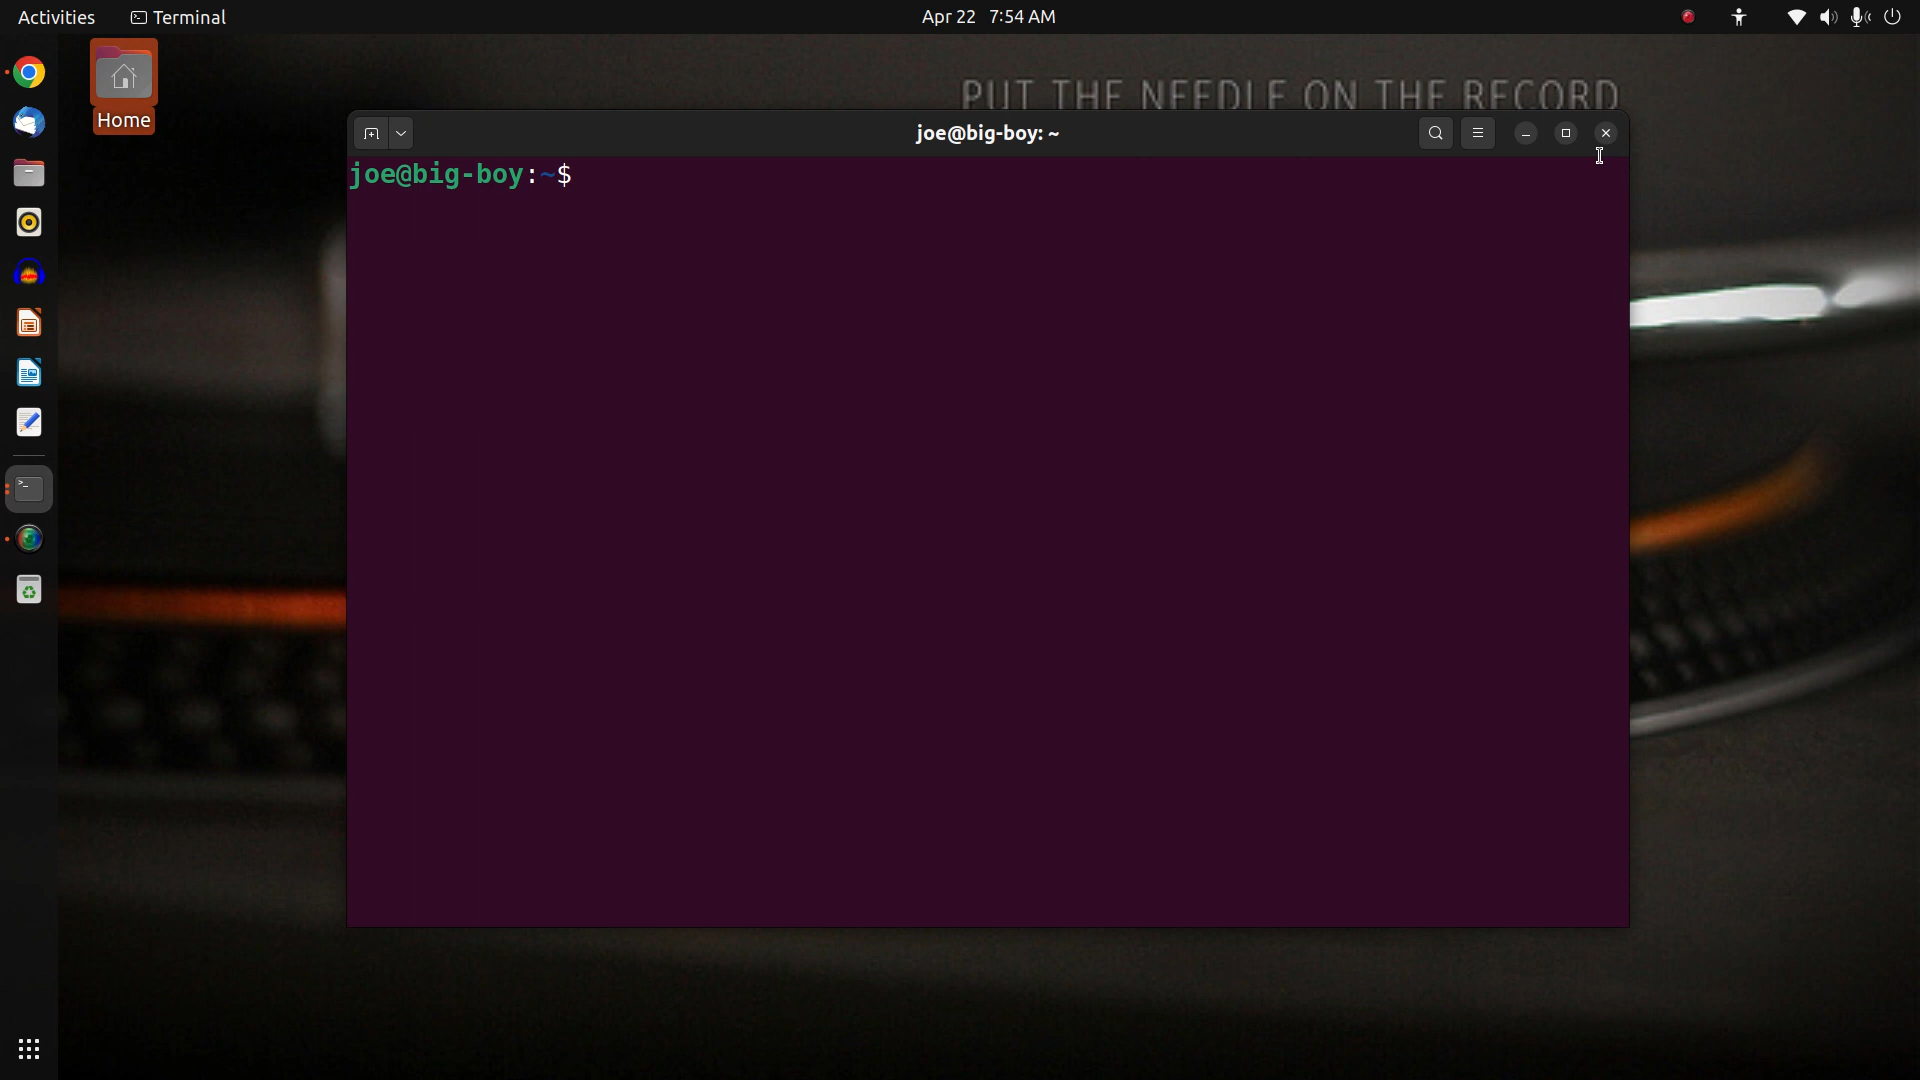 Activities Terminal Apr 22 7:54 AM
Home
PUT THE NEEDLE ON THE RECORD
joe@big-boy: ~
joe@big-boy:~$